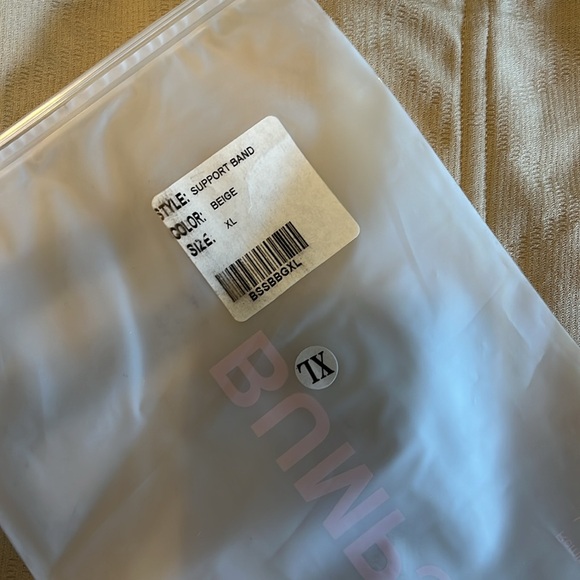 STYLE: SUPPORT BAND
COLOR: BEIGE
SIZE: XL
BSSBBGXL
XL